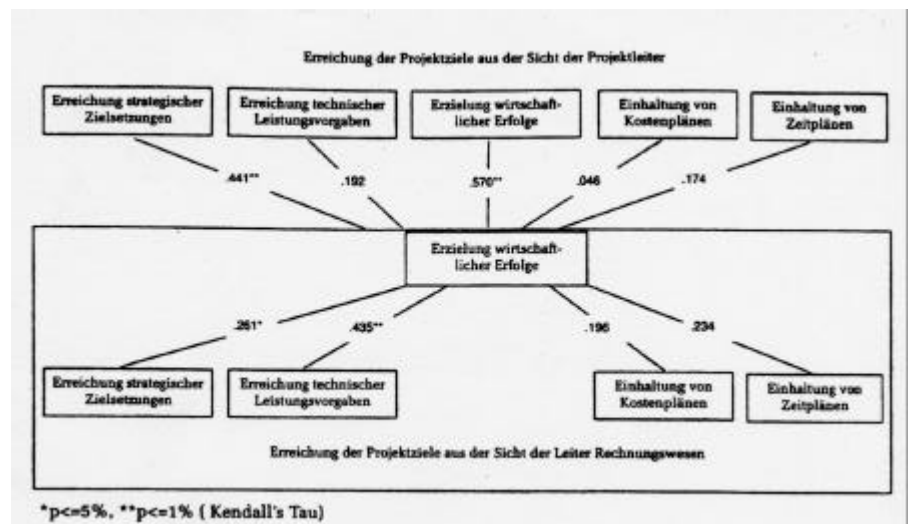 Erreichung der Projektziele aus der Sicht der Projektleiter
Erreichung strategischer
Zielsetzungen
Erreichung technischer
Leistungsvorgaben
Erzielung wirtschaft-
licher Erfolge
Einhaltung von
Kostenplänen
Einhaltung von
Zeitplänen
.441**
.192
.570**
.046
.174
Erzielung wirtschaft-
licher Erfolge
.261*
.435**
.196
.234
Erreichung strategischer
Zielsetzungen
Erreichung technischer
Leistungsvorgaben
Einhaltung von
Kostenplänen
Einhaltung von
Zeitplänen
Erreichung der Projektziele aus der Sicht der Leiter Rechnungswesen
*p<=5%, **p<=1% ( Kendall's Tau)